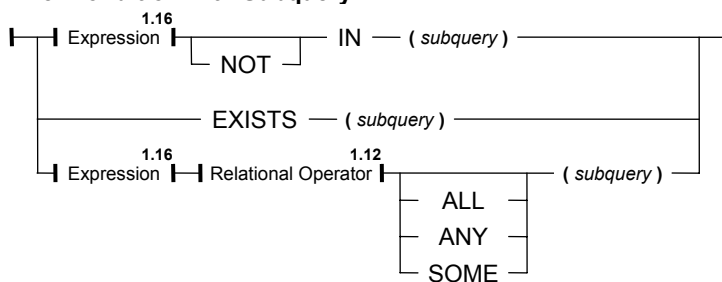 1.16
Expression IN ( subquery )
NOT
EXISTS ( subquery )
1.16 1.12
Expression Relational Operator ( subquery )
ALL
ANY
SOME